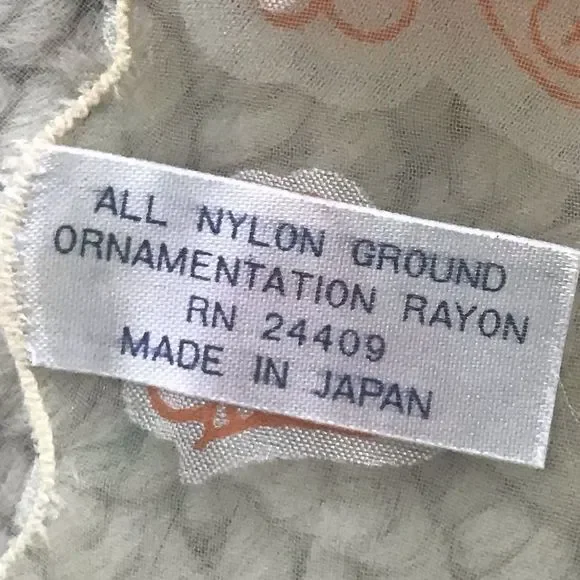 ALL NYLON GROUND
ORNAMENTATION RAYON
RN 24409
MADE IN JAPAN